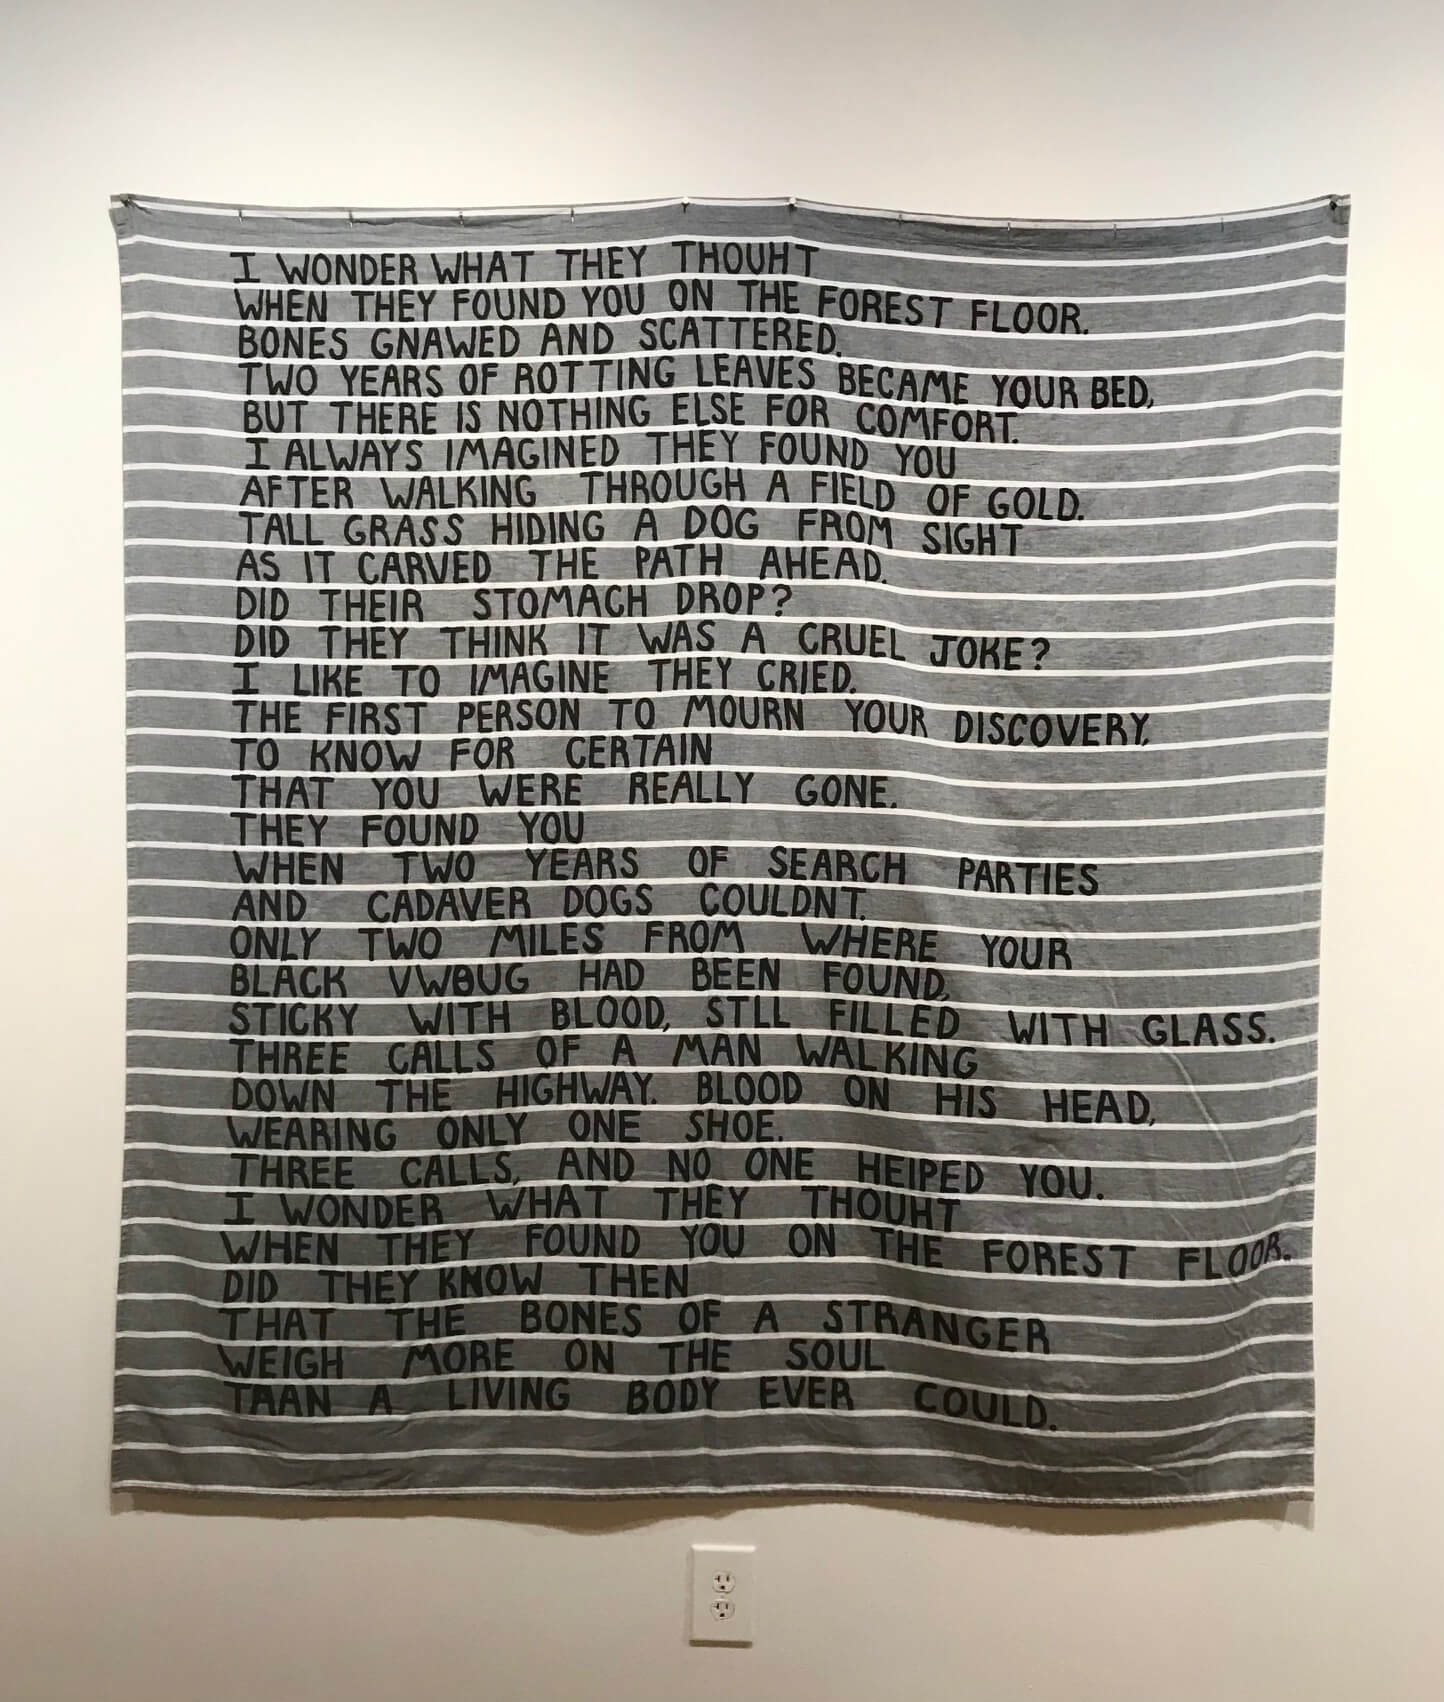 I WONDER WHAT THEY THOUHT
WHEN THEY FOUND YOU ON THE FOREST FLOOR.
BONES GNAWED AND SCATTERED.
TWO YEARS OF ROTTING LEAVES BECAME YOUR BED,
BUT THERE IS NOTHING ELSE FOR COMFORT.
I ALWAYS IMAGINED THEY FOUND YOU
AFTER WALKING THROUGH A FIELD OF GOLD.
TALL GRASS HIDING A DOG FROM SIGHT
AS IT CARVED THE PATH AHEAD.
DID THEIR STOMACH DROP?
DID THEY THINK IT WAS A CRUEL JOKE?
I LIKE TO IMAGINE THEY CRIED.
THE FIRST PERSON TO MOURN YOUR DISCOVERY,
TO KNOW FOR CERTAIN
THAT YOU WERE REALLY GONE.
THEY FOUND YOU
WHEN TWO YEARS OF SEARCH PARTIES
AND CADAVER DOGS COULDNT.
ONLY TWO MILES FROM WHERE YOUR
BLACK VWBUG HAD BEEN FOUND,
STICKY WITH BLOOD, STLL FILLED WITH GLASS.
THREE CALLS OF A MAN WALKING
DOWN THE HIGHWAY. BLOOD ON HIS HEAD,
WEARING ONLY ONE SHOE.
THREE CALLS, AND NO ONE HEIPED YOU.
I WONDER WHAT THEY THOUHT
WHEN THEY FOUND YOU ON THE FOREST FLOOR.
DID THEY KNOW THEN
THAT THE BONES OF A STRANGER
WEIGH MORE ON THE SOUL
TAAN A LIVING BODY EVER COULD.